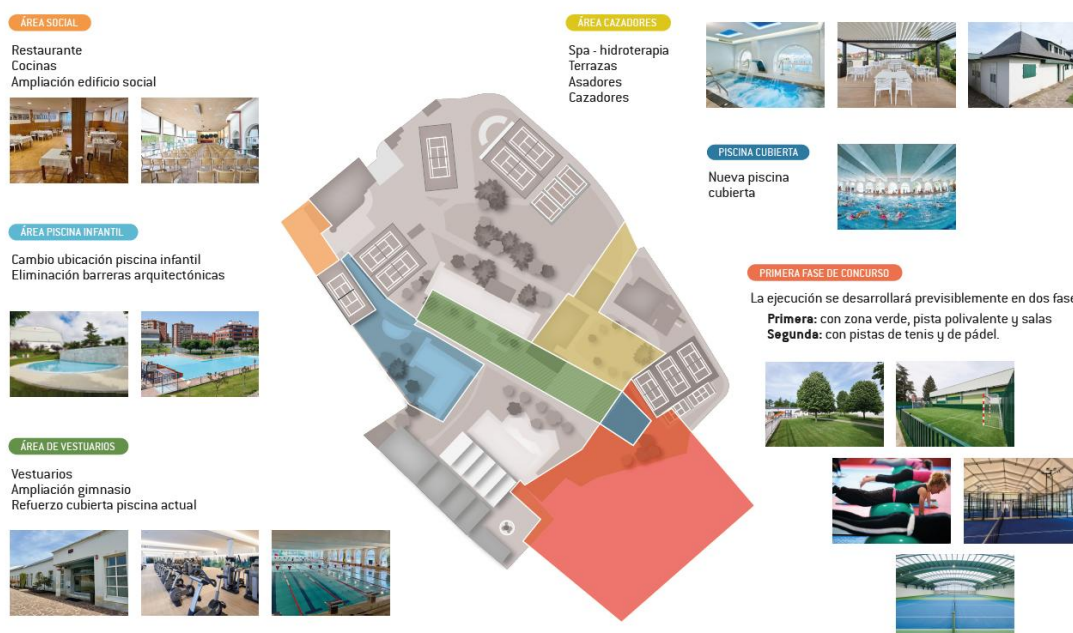 ÁREA SOCIAL
Restaurante
Cocinas
Ampliación edificio social
ÁREA PISCINA INFANTIL
Cambio ubicación piscina infantil
Eliminación barreras arquitectónicas
ÁREA DE VESTUARIOS
Vestuarios
Ampliación gimnasio
Refuerzo cubierta piscina actual
ÁREA CAZADORES
Spa - hidroterapia
Terrazas
Asadores
Cazadores
PISCINA CUBIERTA
Nueva piscina
cubierta
PRIMERA FASE DE CONCURSO
La ejecución se desarrollará previsiblemente en dos fase
Primera: con zona verde, pista polivalente y salas
Segunda: con pistas de tenis y de pádel.